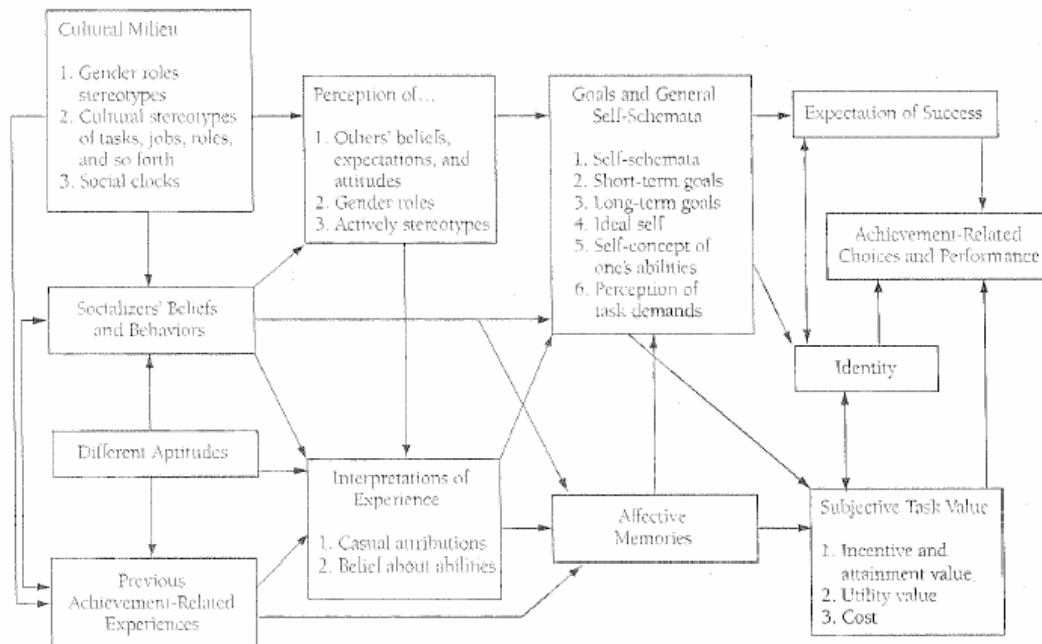 Cultural Milieu
1. Gender roles
stereotypes
2. Cultural stereotypes
of tasks, jobs, roles,
and so forth
3. Social clocks
Perception of...
1. Others' beliefs,
expectations, and
attitudes
2. Gender roles
3. Actively stereotypes
Goals and General
Self-Schemata
1. Self-schemata
2. Short-term goals
3. Long-term goals
4. Ideal self
5. Self-concept of
one's abilities
6. Perception of
task demands
Expectation of Success
Achievement-Related
Choices and Performance
Socializers' Beliefs
and Behaviors
Identity
Different Aptitudes
Interpretations of
Experience
1. Casual attributions
2. Belief about abilities
Affective
Memories
Subjective Task Value
1. Incentive and
attainment value
2. Utility value
3. Cost
Previous
Achievement-Related
Experiences